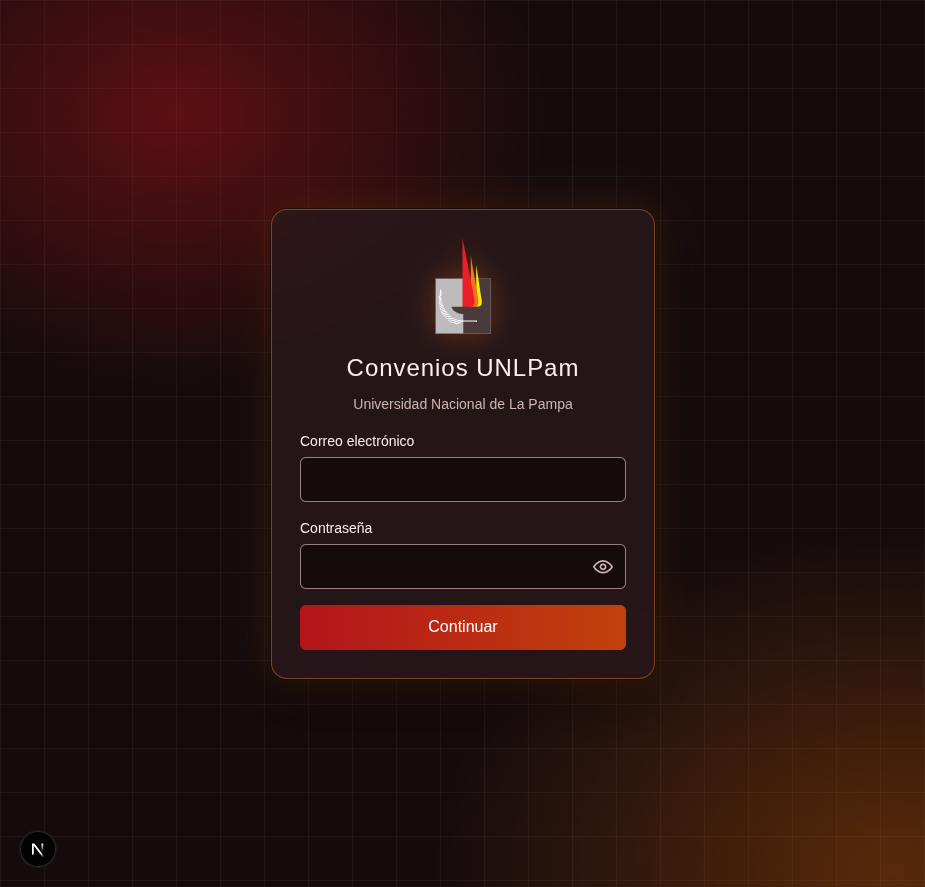 Convenios UNLPam
Universidad Nacional de La Pampa
Correo electrónico
Contraseña
Continuar
N